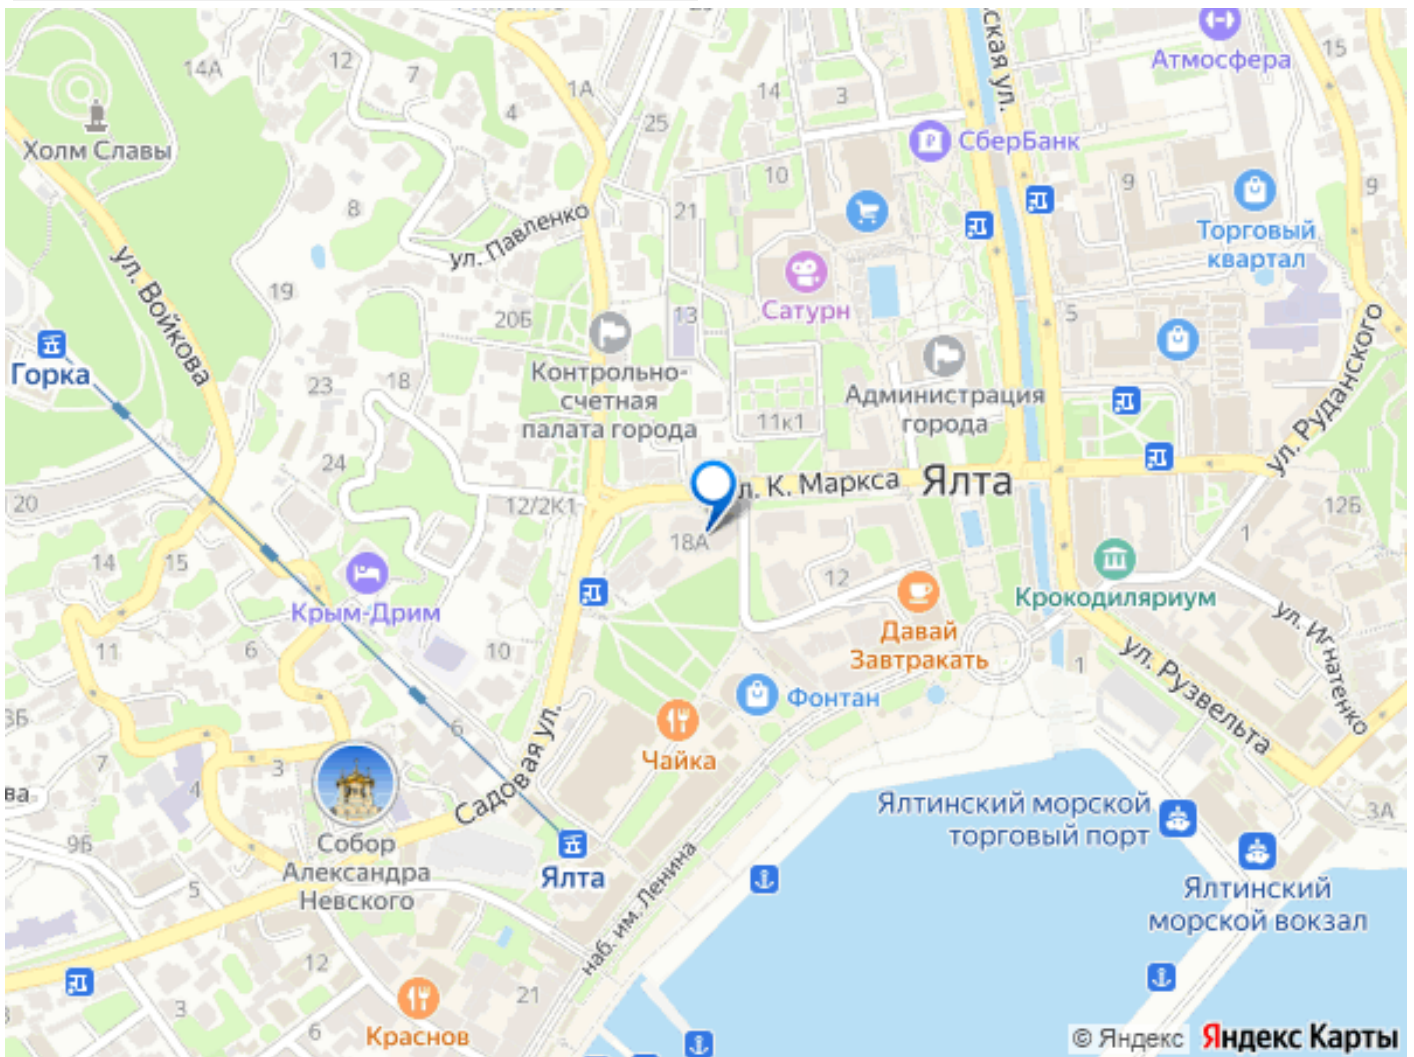 ская ул.
Атмосфера
15
14А
12
7
4
1А
14
3
25
СберБанк
Холм Славы
10
9
9
8
21
ул. Павленко
Торговый
квартал
ул. Войкова
19
20Б
13
Сатурн
5
Горка
Контрольно-
счетная
палата города
23
18
Администрация
города
11к1
ул. Руданского
24
20
12/2К1
л. К. Маркса
Ялта
12Б
1
18А
14
15
12
Крым-Дрим
Крокодиляриум
Давай
Завтракать
ул. Игнатенко
11
6
10
1
ул. Рузвельта
3Б
6
Фонтан
Чайка
7
3
4
ва
Садовая ул.
Ялтинский морской
торговый порт
3А
9Б
Собор
Александра
Невского
5
Ялта
наб. им. Ленина
Ялтинский
морской вокзал
12
3
21
6
Краснов
© Яндекс
Яндекс Карты